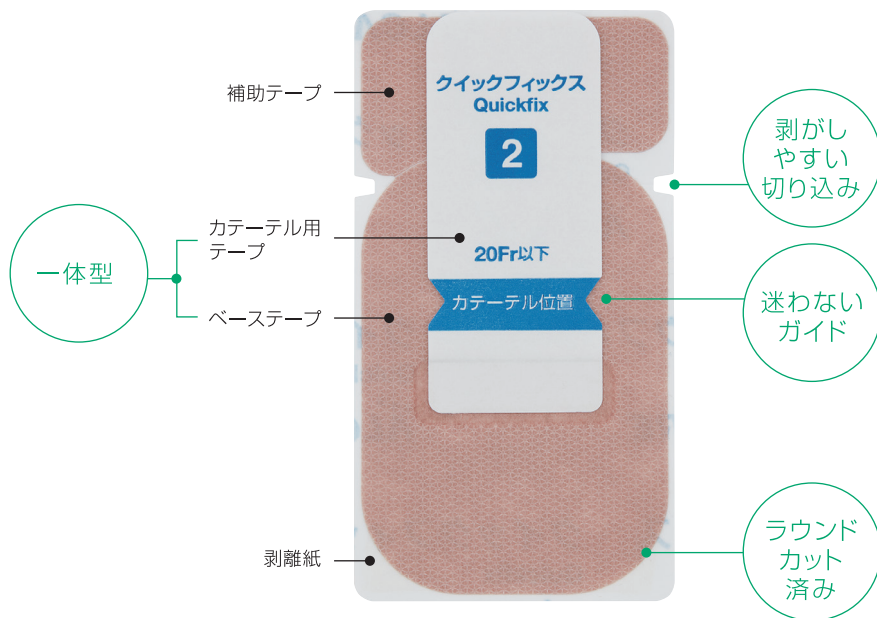 補助テープ
クイックフィックス
Quickfix
2
剥がし
やすい
切り込み
一体型
カテーテル用
テープ
20Fr以下
カテーテル位置
迷わない
ガイド
ベーステープ
剥離紙
ラウンド
カット
済み